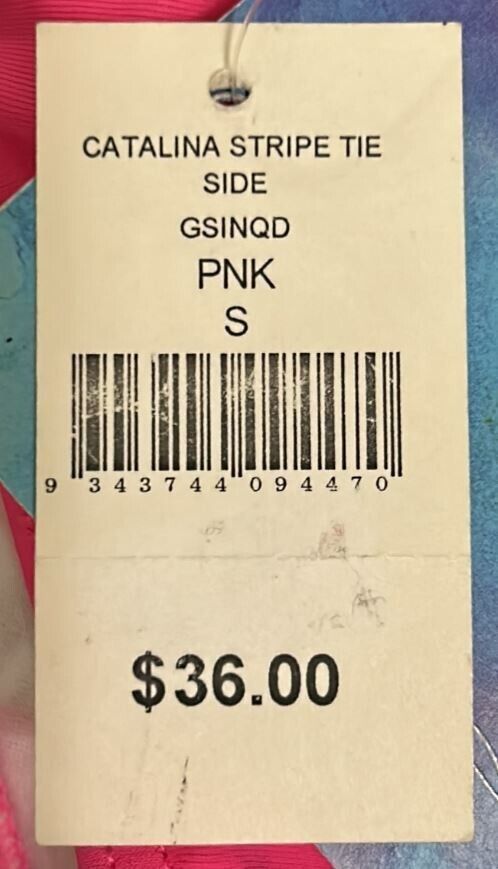 CATALINA STRIPE TIE
SIDE
GSINQD
PNK
S
9 343744 094470
$36.00